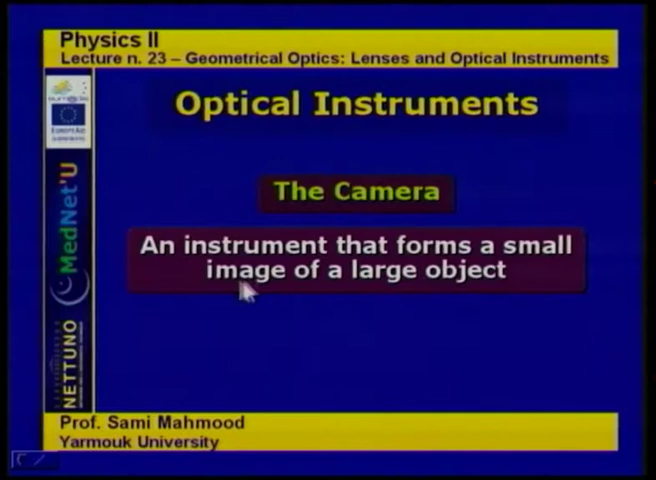 Physics II
Lecture n. 23 – Geometrical Optics: Lenses and Optical Instruments
Optical Instruments
The Camera
An instrument that forms a small
image of a large object
MedNet'U
NETTUNO
Prof. Sami Mahmood
Yarmouk University